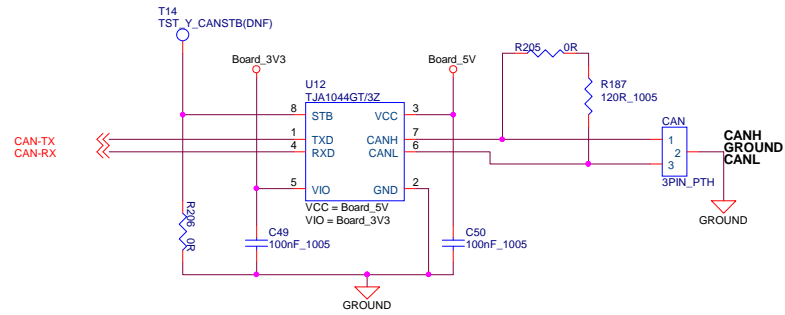 T14
TST_Y_CANSTB(DNF)
Board_3V3
Board_5V
R205 0R
R187
120R_1005
U12
TJA1044GT/3Z
8 STB VCC 3
1 TXD CANH 7
4 RXD CANL 6
5 VIO GND 2
VCC = Board_5V
VIO = Board_3V3
CAN-TX
CAN-RX
CAN
1
2
3
3PIN_PTH
CANH
GROUND
CANL
GROUND
R206 0R
C49
100nF_1005
C50
100nF_1005
GROUND